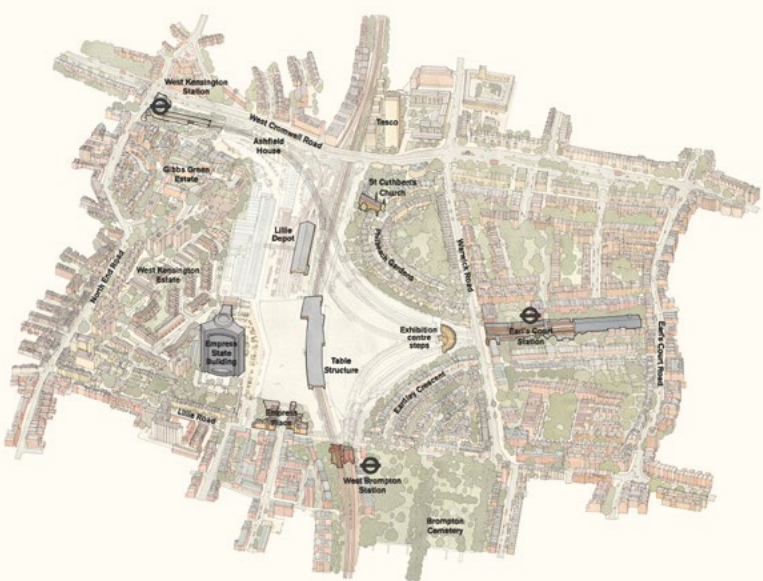 West Kensington
Station
West Cromwell Road
Tesco
Ashfield
House
Gibbs Green
Estate
St Cuthbert's
Church
Philbeach Gardens
Warwick Road
Lillie
Depot
West Kensington
Estate
North End Road
Empress
State
Building
Table
Structure
Exhibition
centre
steps
Earl's Court
Station
Earl's Court Road
Eardley Crescent
Lillie Road
Empress
Place
West Brompton
Station
Brompton
Cemetery